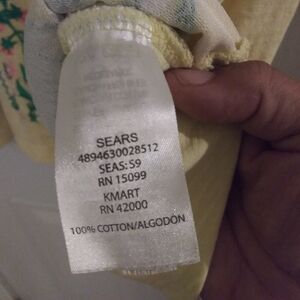 SEARS
4894630028512
SEAS: S9
RN 15099
KMART
RN 42000
100% COTTON/ALGODÓN